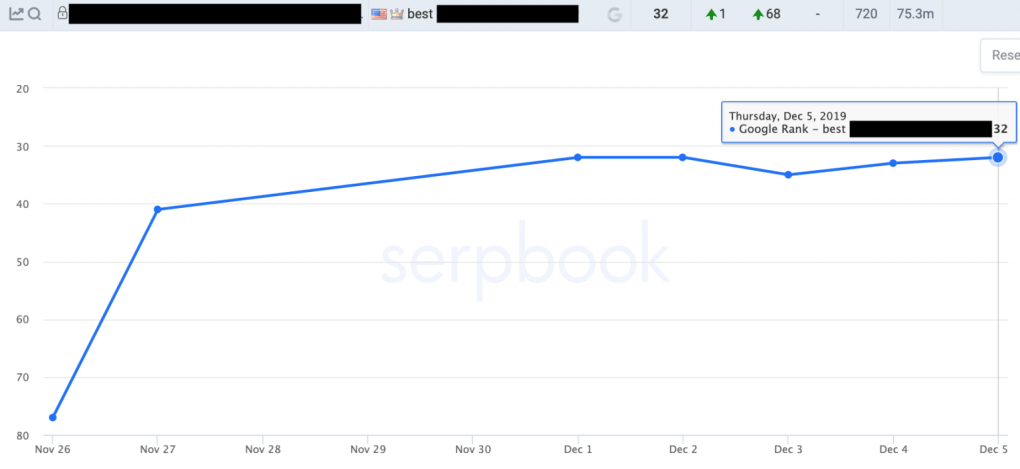 best 32 1 68 - 720 75.3m
Rese
20
Thursday, Dec 5, 2019
Google Rank - best 32
30
40
serpbook
50
60
70
80
Nov 26 Nov 27 Nov 28 Nov 29 Nov 30 Dec 1 Dec 2 Dec 3 Dec 4 Dec 5